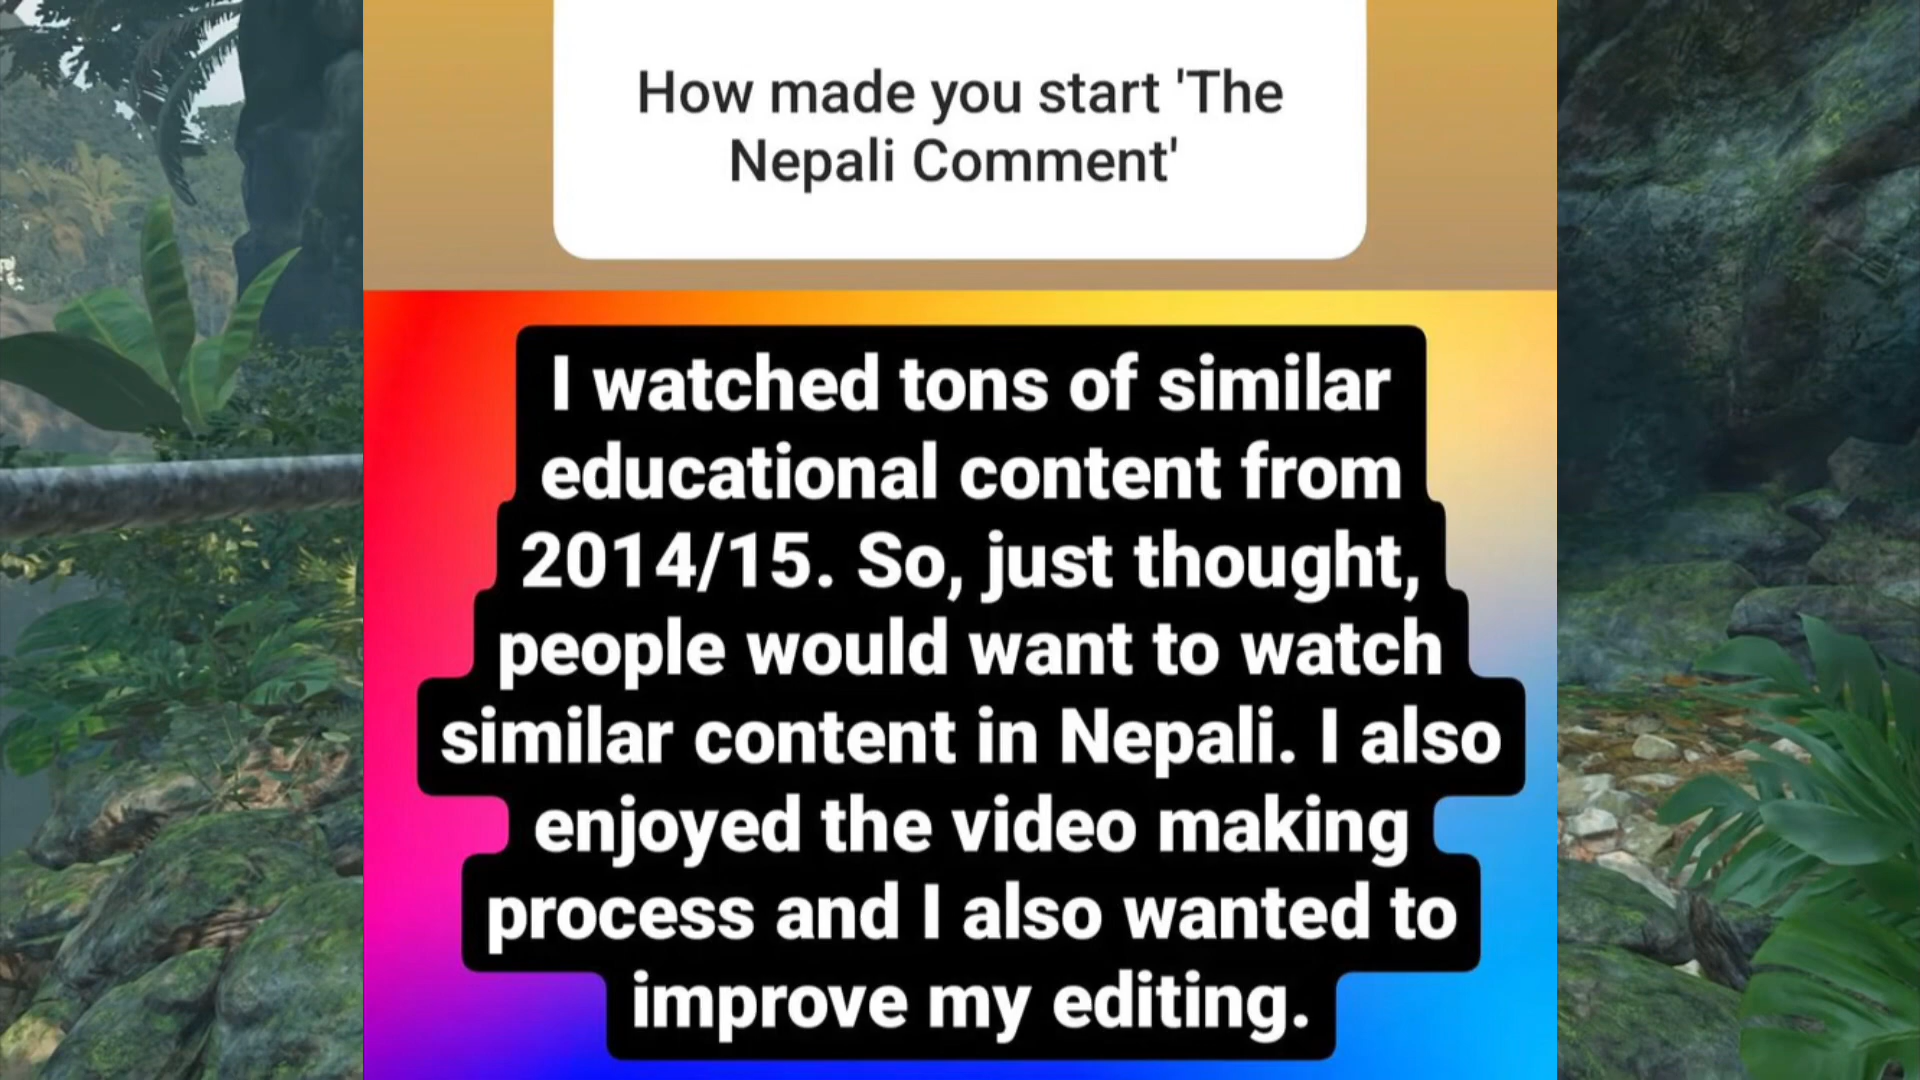 How made you start 'The
Nepali Comment'
I watched tons of similar
educational content from
2014/15. So, just thought,
people would want to watch
similar content in Nepali. I also
enjoyed the video making
process and I also wanted to
improve my editing.